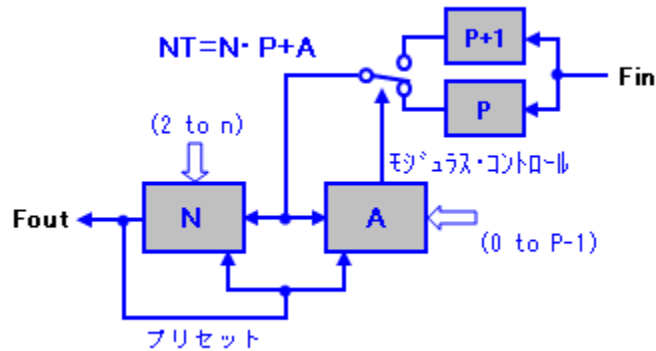 P+1
NT=N· P+A
Fin
P
(2 to n)
ﾓｼﾞｭﾗｽ・ｺﾝﾄﾛｰﾙ
Fout
N
A
(0 to P-1)
プリセット